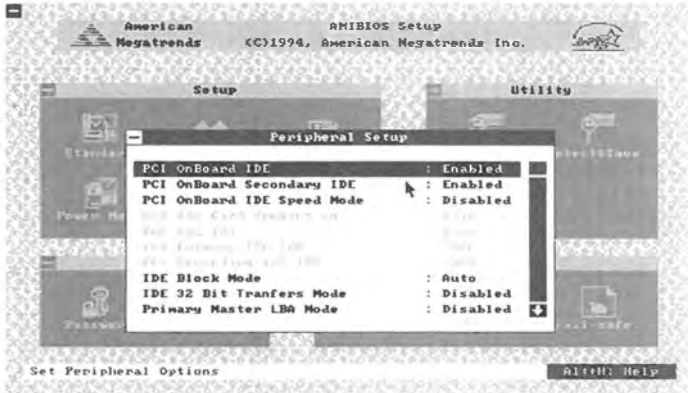 American
Megatrends
AMIBIOS Setup
(C)1994, American Megatrends Inc.
Setup
Utility
Peripheral Setup
PCI OnBoard IDE : Enabled
PCI OnBoard Secondary IDE : Enabled
PCI OnBoard IDE Speed Mode : Disabled
IDE Block Mode : Auto
IDE 32 Bit Tranfers Mode : Disabled
Primary Master LBA Mode : Disabled
Set Peripheral Options
Alt+H: Help